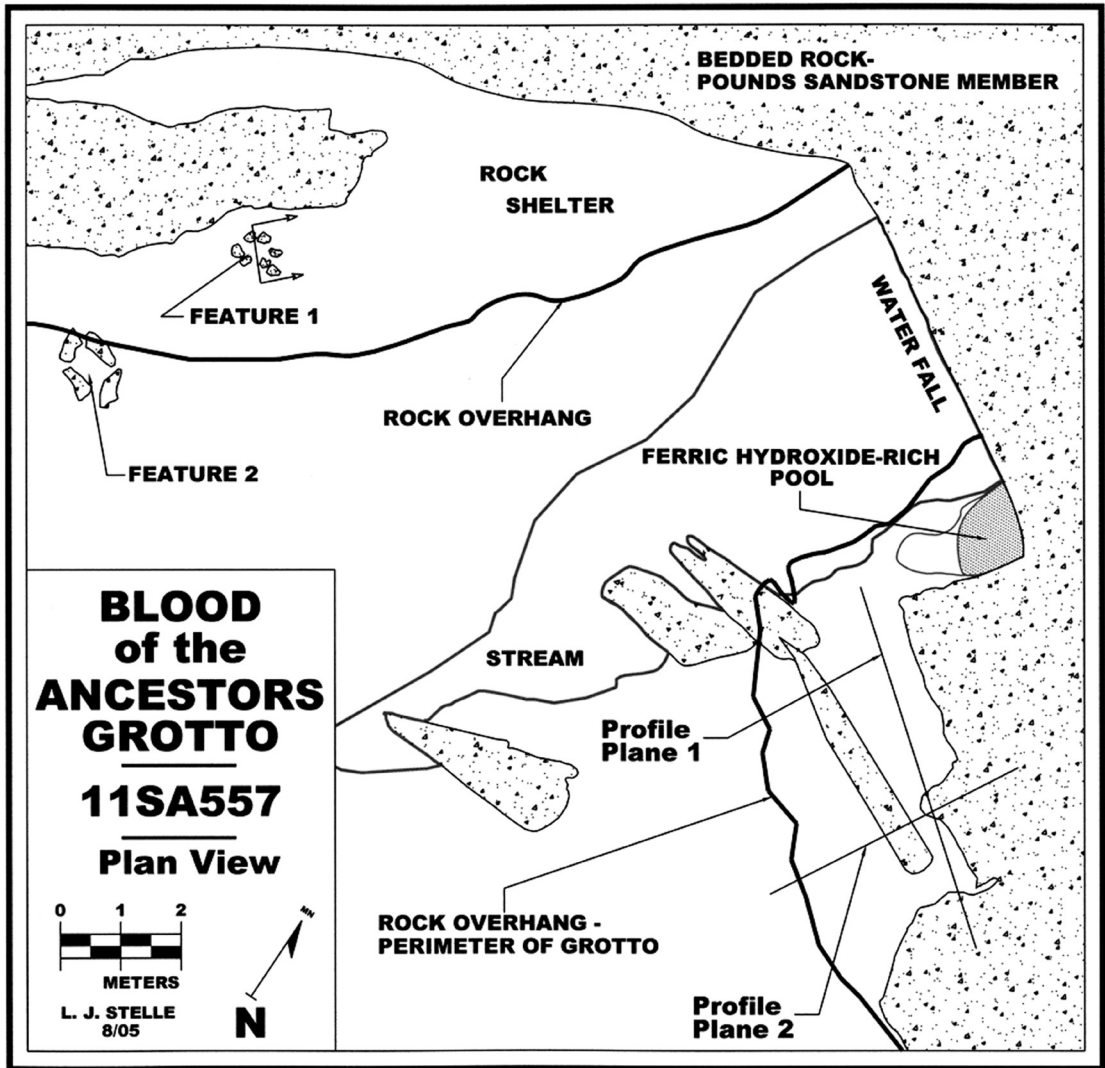 BEDDED ROCK-
POUNDS SANDSTONE MEMBER
ROCK
SHELTER
FEATURE 1
WATER FALL
ROCK OVERHANG
FEATURE 2
FERRIC HYDROXIDE-RICH
POOL
STREAM
Profile
Plane 1
ROCK OVERHANG -
PERIMETER OF GROTTO
Profile
Plane 2
BLOOD
of the
ANCESTORS
GROTTO
11SA557
Plan View
0 1 2
METERS
L. J. STELLE
8/05
MN
N